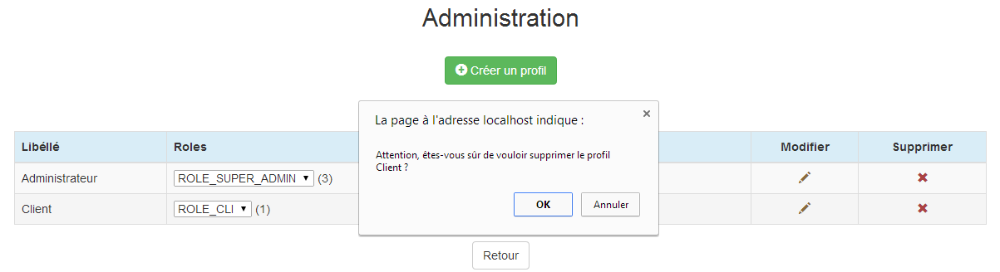 Administration
Créer un profil
La page à l'adresse localhost indique :
Attention, êtes-vous sûr de vouloir supprimer le profil
Client ?
OK Annuler
Libéllé Roles Modifier Supprimer
Administrateur ROLE_SUPER_ADMIN (3)
Client ROLE_CLI (1)
Retour